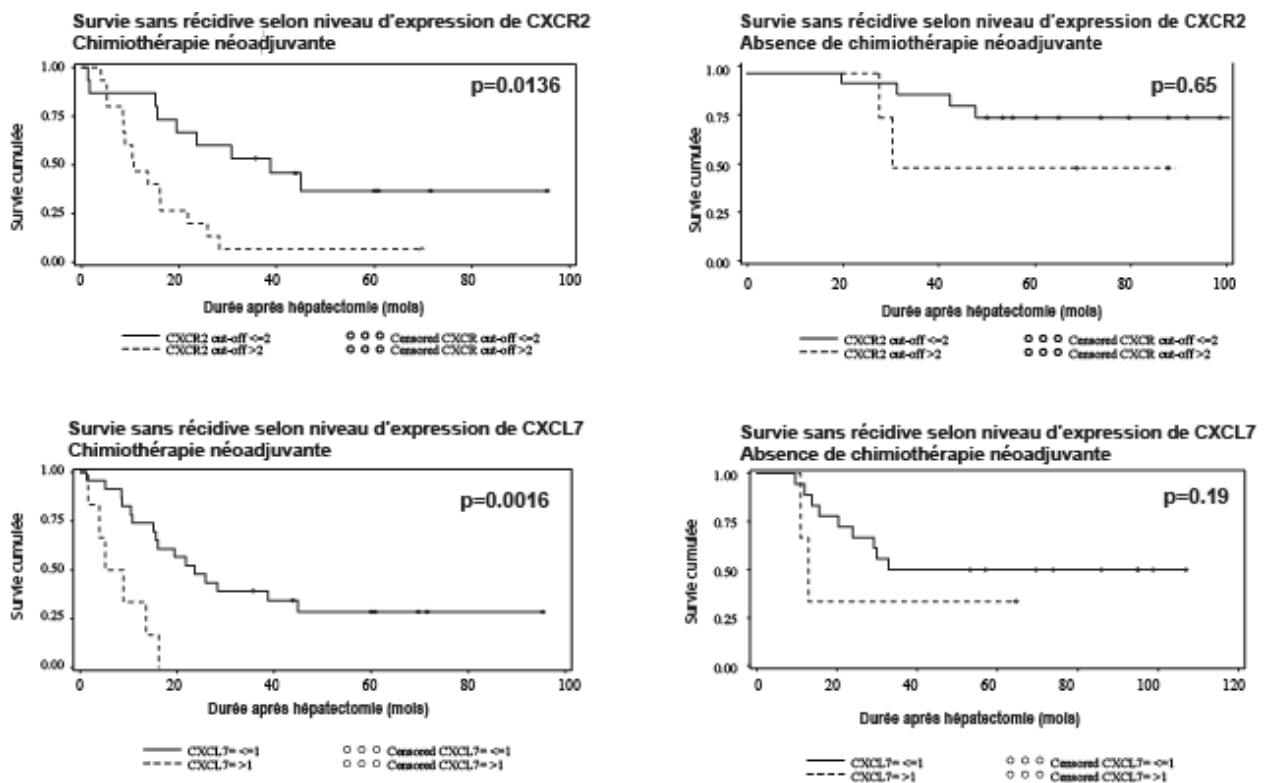 Survie sans récidive selon niveau d'expression de CXCR2
Chimiothérapie néoadjuvante
p=0.0136
1.00
0.75
0.50
0.25
0.00
Survie cumulée
0 20 40 60 80 100
Durée après hépatectomie (mois)
CXCR2 cut-off <=2
CXCR2 cut-off >2
Censored CXCR cut-off <=2
Censored CXCR cut-off >2
Survie sans récidive selon niveau d'expression de CXCR2
Absence de chimiothérapie néoadjuvante
p=0.65
1.00
0.75
0.50
0.25
0.00
Survie cumulée
0 20 40 60 80 100
Durée après hépatectomie (mois)
CXCR2 cut-off <=2
CXCR2 cut-off >2
Censored CXCR cut-off <=2
Censored CXCR cut-off >2
Survie sans récidive selon niveau d'expression de CXCL7
Chimiothérapie néoadjuvante
p=0.0016
1.00
0.75
0.50
0.25
0.00
Survie cumulée
0 20 40 60 80 100
Durée après hépatectomie (mois)
CXCL7= <=1
CXCL7= >1
Censored CXCL7= <=1
Censored CXCL7= >1
Survie sans récidive selon niveau d'expression de CXCL7
Absence de chimiothérapie néoadjuvante
p=0.19
1.00
0.75
0.50
0.25
0.00
Survie cumulée
0 20 40 60 80 100 120
Durée après hépatectomie (mois)
CXCL7= <=1
CXCL7= >1
Censored CXCL7= <=1
Censored CXCL7= >1